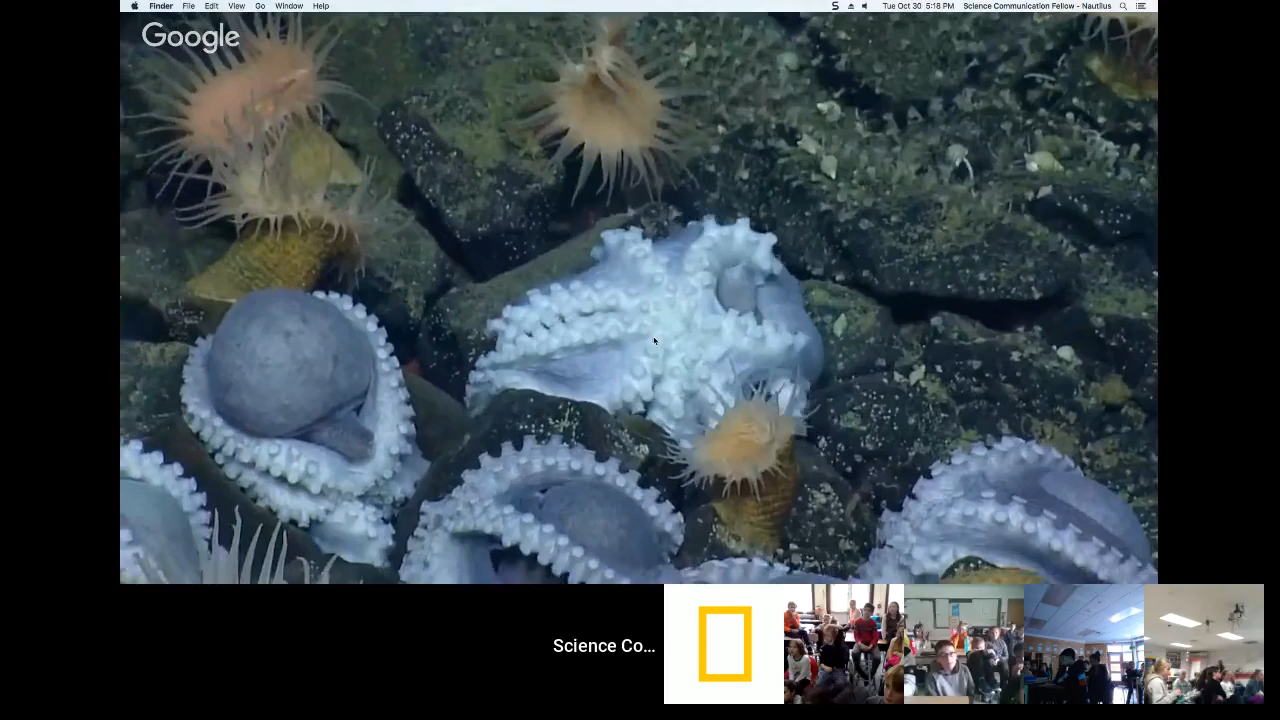 Finder File Edit View Go Window Help S Tue Oct 30 5:18 PM Science Communication Fellow - Nautilus
Google
Science Co...